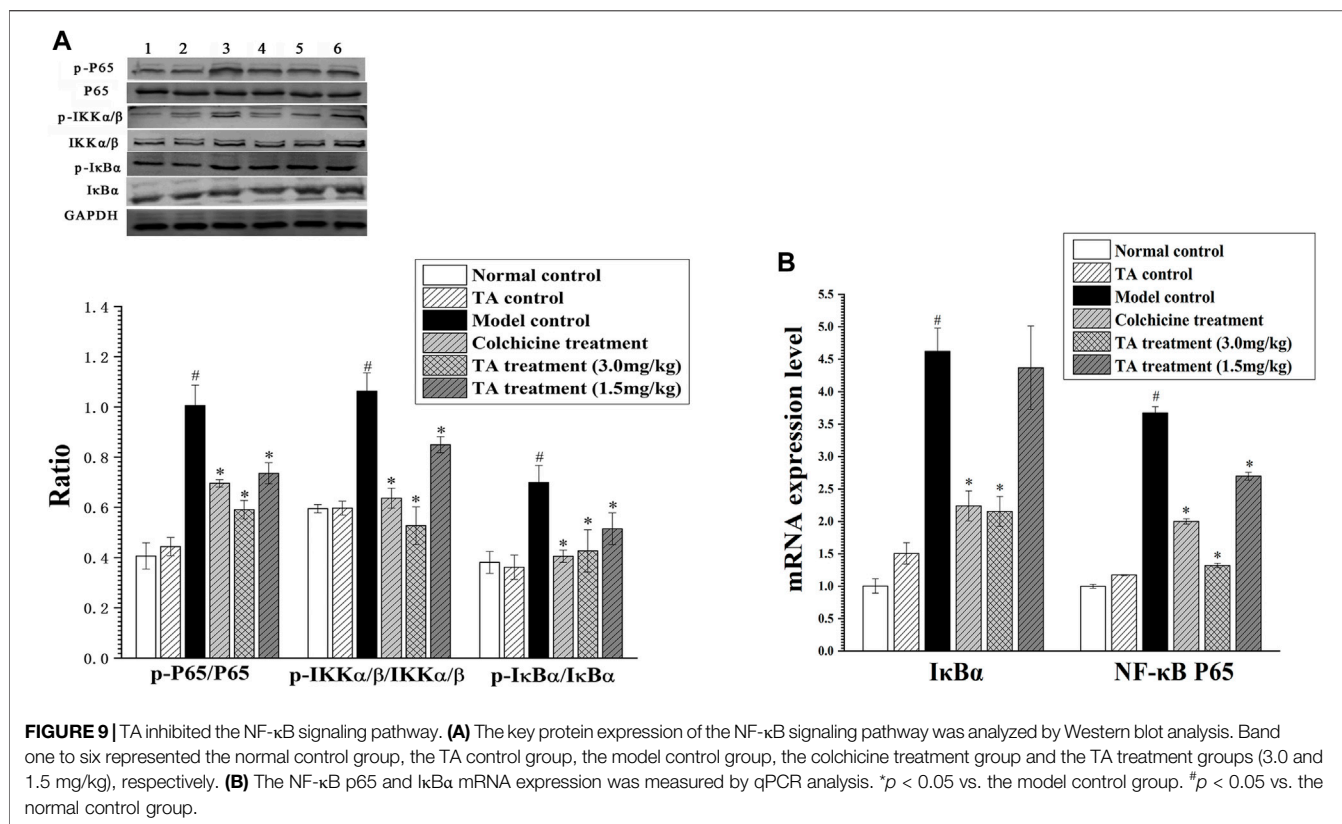 A
1 2 3 4 5 6
p-P65
P65
p-IKKα/β
IKKα/β
p-IκBα
IκBα
GAPDH
Normal control
TA control
Model control
Colchicine treatment
TA treatment (3.0mg/kg)
TA treatment (1.5mg/kg)
1.4
1.2
1.0
0.8
0.6
0.4
0.2
0.0
Ratio
# * * *
# * * *
# * * *
p-P65/P65 p-IKKα/β/IKKα/β p-IκBα/IκBα
B
Normal control
TA control
Model control
Colchicine treatment
TA treatment (3.0mg/kg)
TA treatment (1.5mg/kg)
5.5
5.0
4.5
4.0
3.5
3.0
2.5
2.0
1.5
1.0
0.5
0.0
mRNA expression level
# * *
# * * *
IκBα NF-κB P65
FIGURE 9 | TA inhibited the NF-κB signaling pathway. (A) The key protein expression of the NF-κB signaling pathway was analyzed by Western blot analysis. Band
one to six represented the normal control group, the TA control group, the model control group, the colchicine treatment group and the TA treatment groups (3.0 and
1.5 mg/kg), respectively. (B) The NF-κB p65 and IκBα mRNA expression was measured by qPCR analysis. *p < 0.05 vs. the model control group. #p < 0.05 vs. the
normal control group.